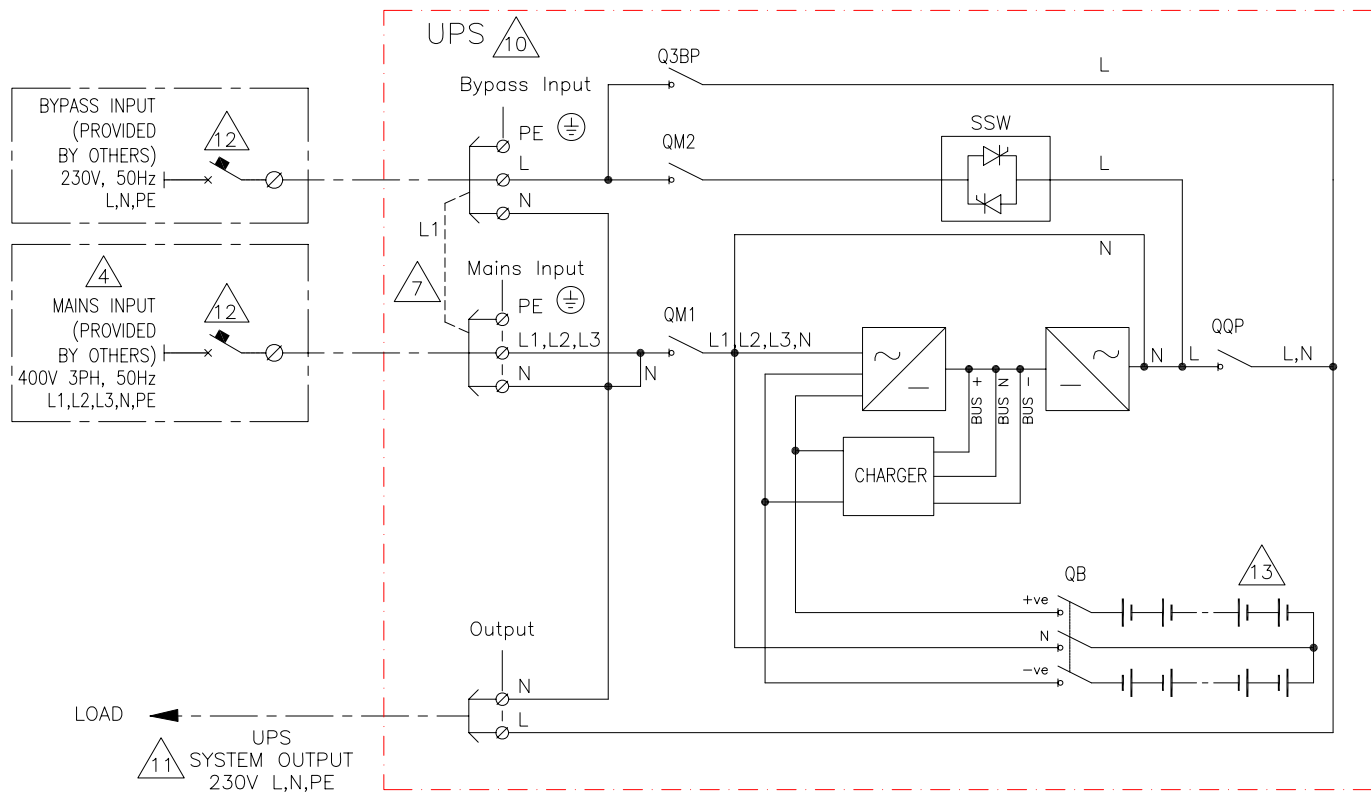 UPS
10
Bypass Input
PE
L
N
BYPASS INPUT
(PROVIDED
BY OTHERS)
230V, 50Hz
L,N,PE
12
Q3BP
L
QM2
SSW
L
N
L1
7
Mains Input
PE
L1,L2,L3
N
4
MAINS INPUT
(PROVIDED
BY OTHERS)
400V 3PH, 50Hz
L1,L2,L3,N,PE
12
QM1
N
L1,L2,L3,N
BUS +
BUS N
BUS -
N
L
QQP
L,N
CHARGER
QB
13
+ve
N
-ve
Output
N
L
LOAD
11
UPS
SYSTEM OUTPUT
230V L,N,PE